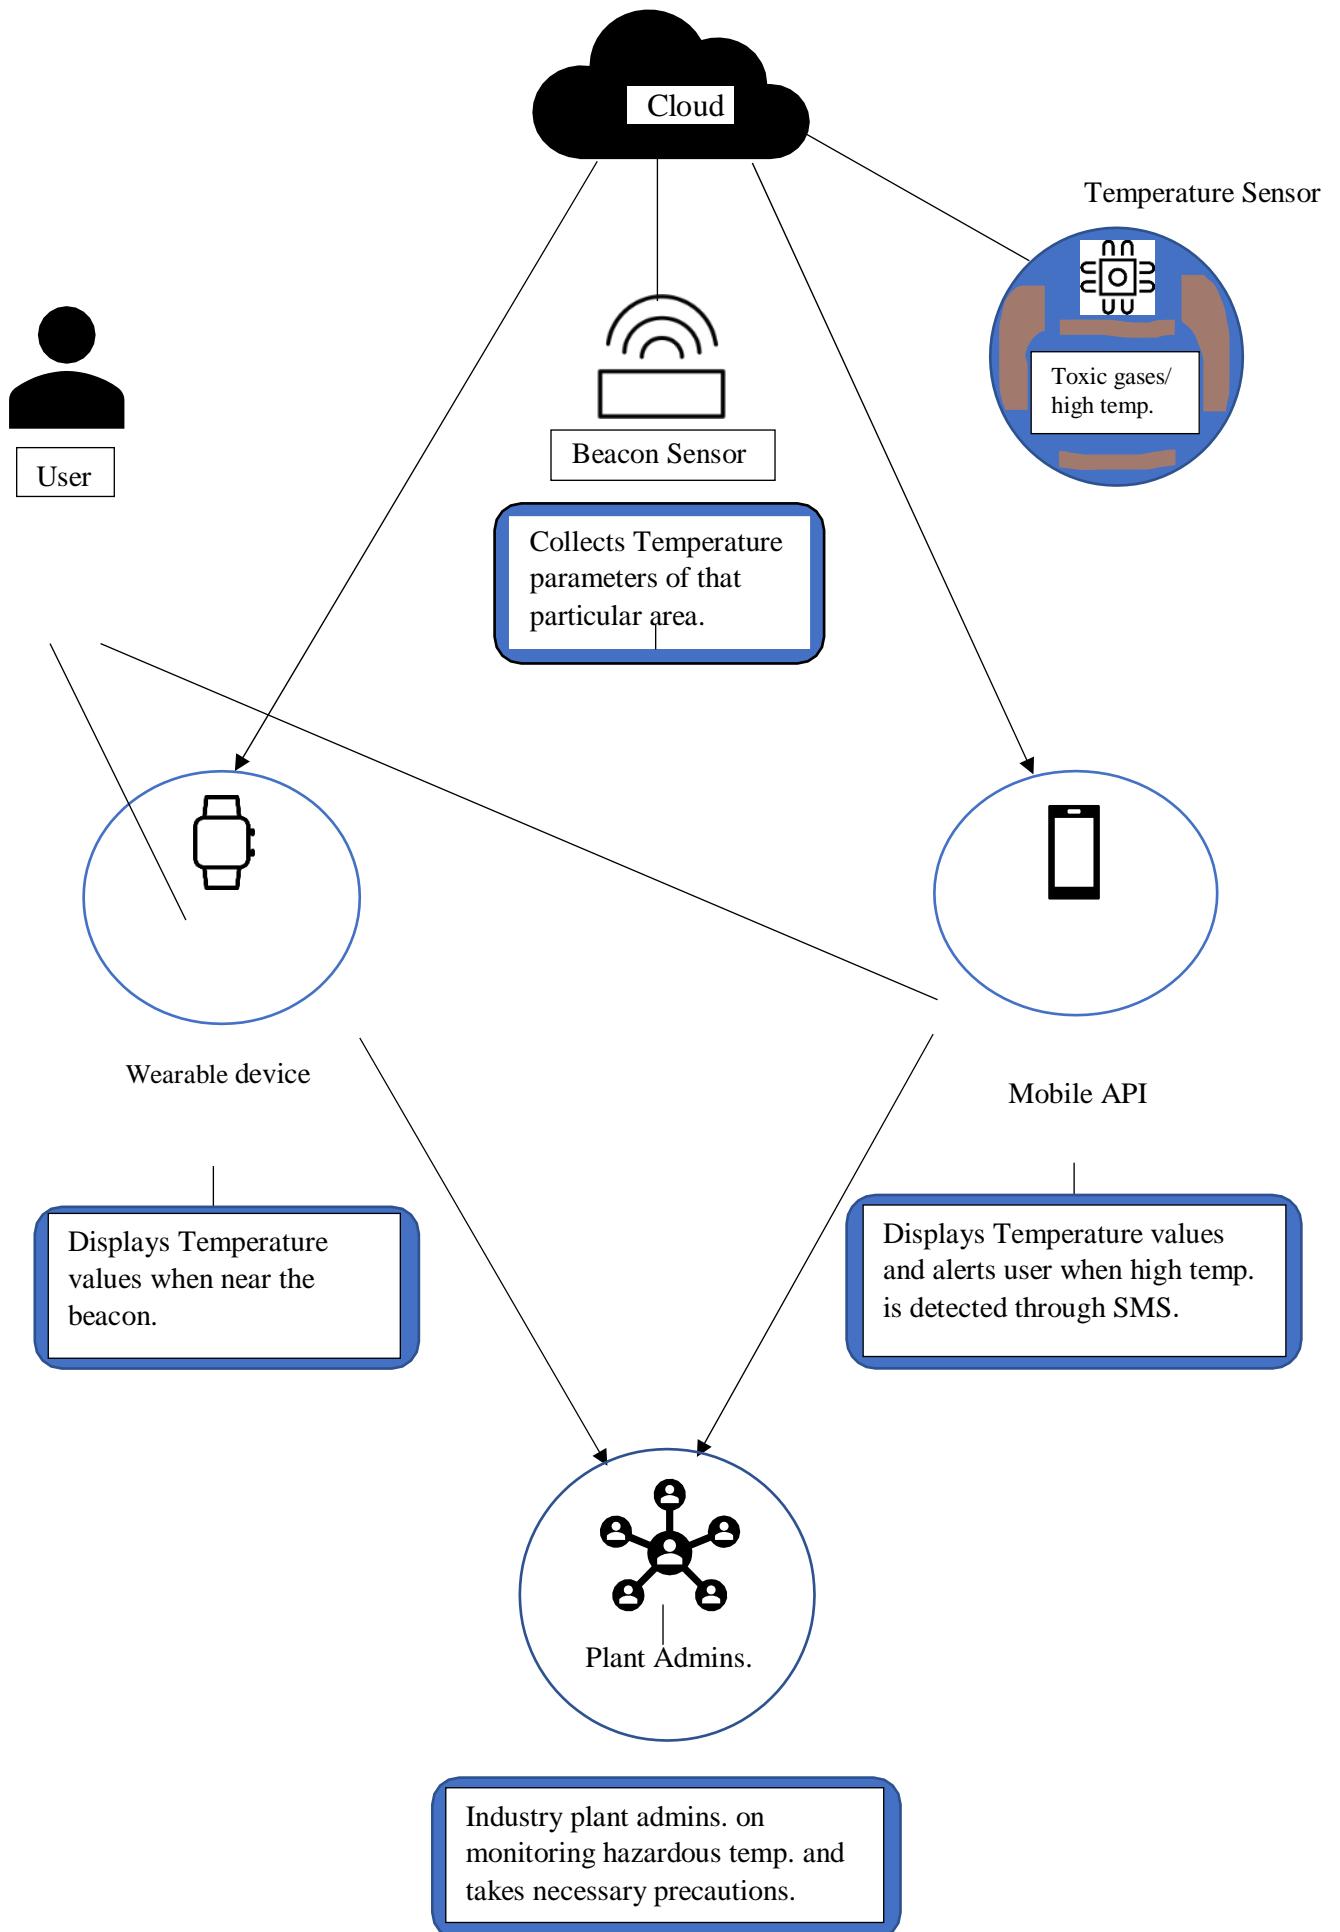 Cloud
Temperature Sensor
Toxic gases/
high temp.
User
Beacon Sensor
Collects Temperature
parameters of that
particular area.
Wearable device
Mobile API
Displays Temperature
values when near the
beacon.
Displays Temperature values
and alerts user when high temp.
is detected through SMS.
Plant Admins.
Industry plant admins. on
monitoring hazardous temp. and
takes necessary precautions.